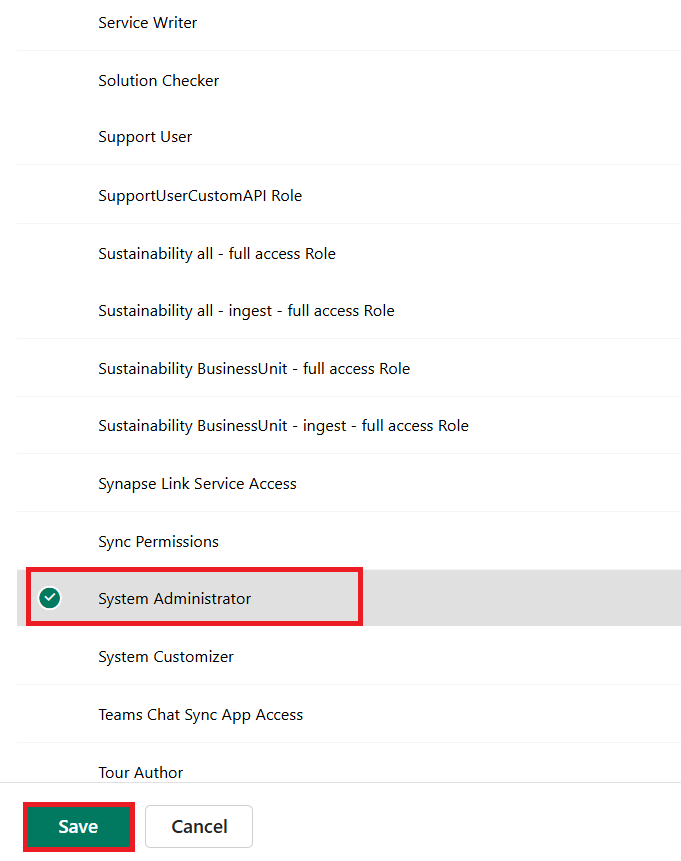 Service Writer
Solution Checker
Support User
SupportUserCustomAPI Role
Sustainability all - full access Role
Sustainability all - ingest - full access Role
Sustainability BusinessUnit - full access Role
Sustainability BusinessUnit - ingest - full access Role
Synapse Link Service Access
Sync Permissions
System Administrator
System Customizer
Teams Chat Sync App Access
Tour Author
Save Cancel